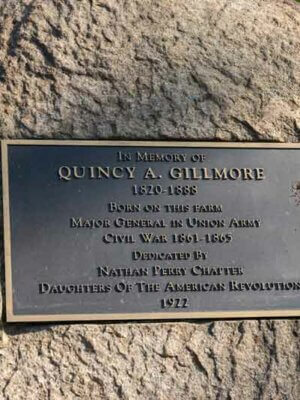 In Memory of
Quincy A. Gillmore
1820-1888
Born on this farm
Major General in Union Army
Civil War 1861-1865
Dedicated By
Nathan Perry Chapter
Daughters Of The American Revolution
1922